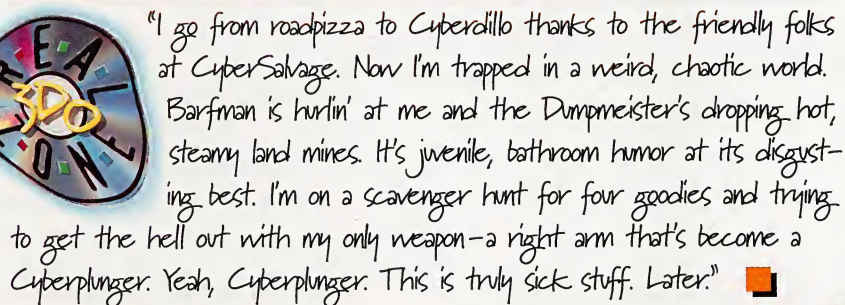 "I go from roadpizza to Cyberdillo thanks to the friendly folks
at CyberSalvage. Now I'm trapped in a weird, chaotic world.
Barfman is hurlin' at me and the Dumpmeister's dropping hot,
steamy land mines. It's juvenile, bathroom humor at its disgust-
ing best. I'm on a scavenger hunt for four goodies and trying
to get the hell out with my only weapon—a right arm that's become a
Cyberplunger. Yeah, Cyberplunger. This is truly sick stuff. Later."
REAL
3DO
ONE